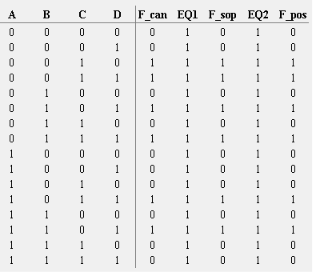 A B C D F_can EQ1 F_sop EQ2 F_pos
0 0 0 0 0 1 0 1 0
0 0 0 1 0 1 0 1 0
0 0 1 0 1 1 1 1 1
0 0 1 1 1 1 1 1 1
0 1 0 0 0 1 0 1 0
0 1 0 1 1 1 1 1 1
0 1 1 0 0 1 0 1 0
0 1 1 1 1 1 1 1 1
1 0 0 0 0 1 0 1 0
1 0 0 1 0 1 0 1 0
1 0 1 0 0 1 0 1 0
1 0 1 1 1 1 1 1 1
1 1 0 0 0 1 0 1 0
1 1 0 1 1 1 1 1 1
1 1 1 0 0 1 0 1 0
1 1 1 1 0 1 0 1 0